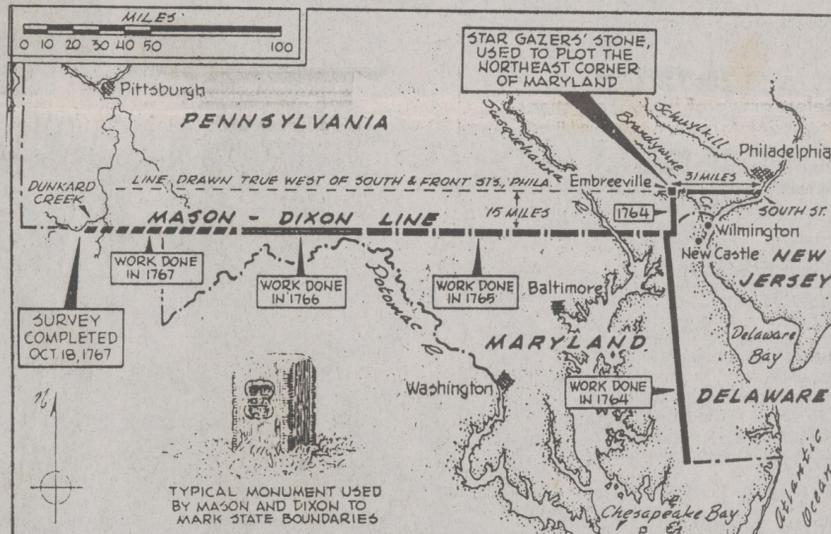 MILES
0 10 20 30 40 50 100
STAR GAZERS' STONE,
USED TO PLOT THE
NORTHEAST CORNER
OF MARYLAND
Pittsburgh
PENNSYLVANIA
Susquehanna
Brandywine
Cr.
Schuylkill
Philadelphia
DUNKARD
CREEK
LINE DRAWN TRUE WEST OF SOUTH & FRONT STS., PHILA.
Embreeville
31 MILES
SOUTH ST.
15 MILES
1764
MASON - DIXON LINE
Wilmington
New Castle
NEW
JERSEY
WORK DONE
IN 1767
WORK DONE
IN 1766
WORK DONE
IN 1765
Potomac R
Baltimore
SURVEY
COMPLETED
OCT. 18, 1767
MARYLAND
Delaware
Bay
Washington
WORK DONE
IN 1764
DELAWARE
N
TYPICAL MONUMENT USED
BY MASON AND DIXON TO
MARK STATE BOUNDARIES
Chesapeake Bay
Atlantic
Ocean